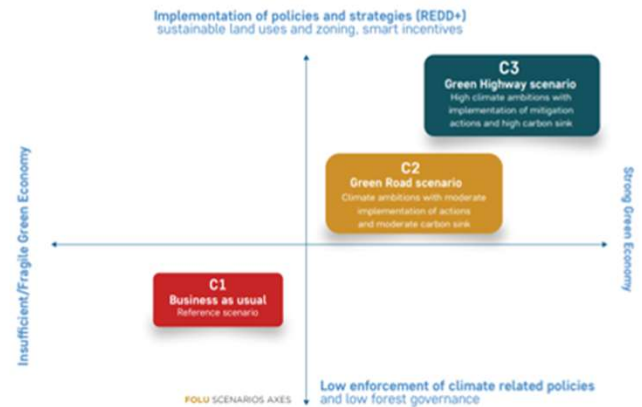 Implementation of policies and strategies (REDD+)
sustainable land uses and zoning, smart incentives
C3
Green Highway scenario
High climate ambitions with
implementation of mitigation
actions and high carbon sink
C2
Green Road scenario
Climate ambitions with moderate
implementation of actions
and moderate carbon sink
Insufficient/Fragile Green Economy
Strong Green Economy
C1
Business as usual
Reference scenario
FOLU SCENARIOS AXES
Low enforcement of climate related policies
and low forest governance